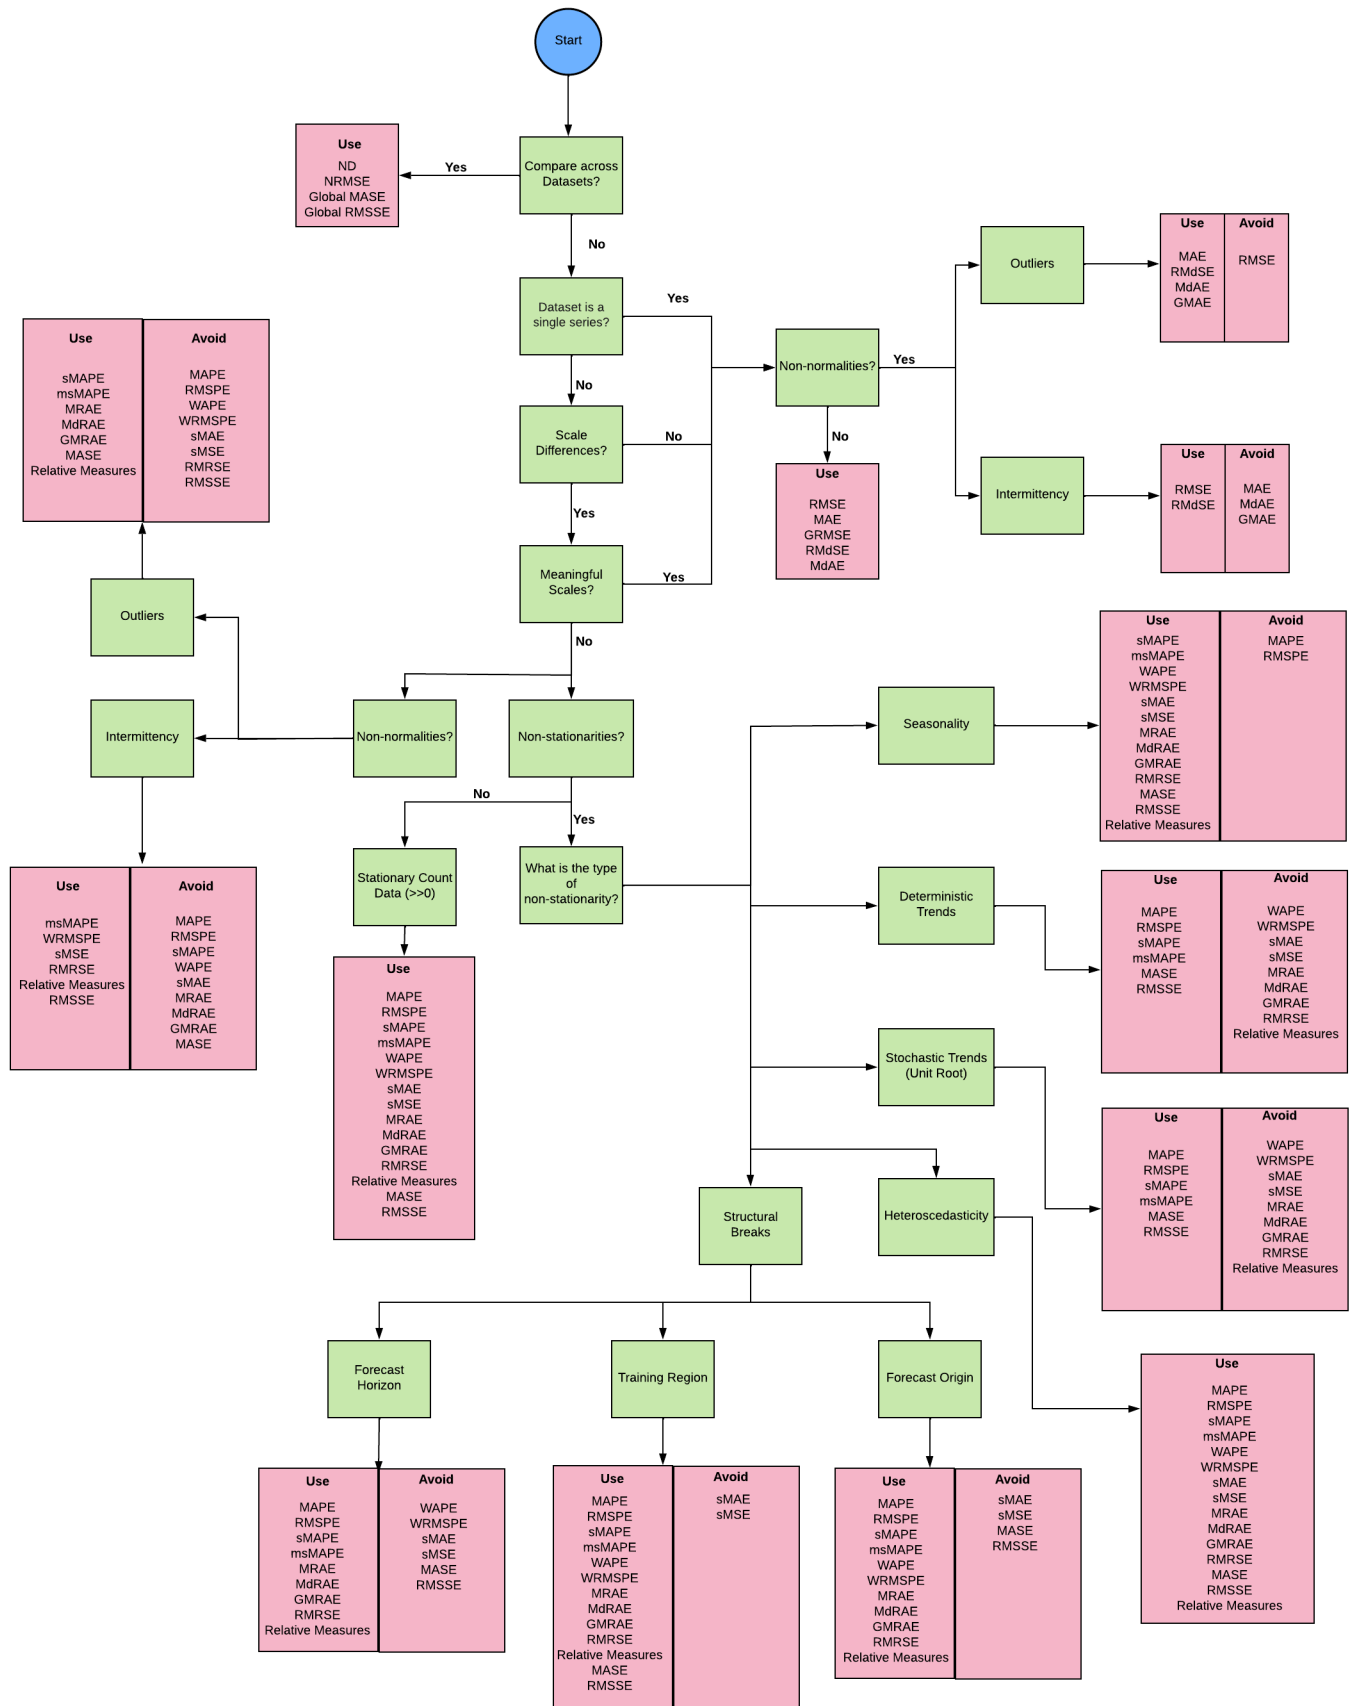 Start
Compare across
Datasets?
Yes
Use
ND
NRMSE
Global MASE
Global RMSSE
No
Dataset is a
single series?
Yes
No
Scale
Differences?
No
Yes
Meaningful
Scales?
Yes
No
Non-normalities?
Yes
No
Use
RMSE
MAE
GRMSE
RMdSE
MdAE
Outliers
Use
MAE
RMdSE
MdAE
GMAE
Avoid
RMSE
Intermittency
Use
RMSE
RMdSE
Avoid
MAE
MdAE
GMAE
Use
sMAPE
msMAPE
MRAE
MdRAE
GMRAE
MASE
Relative Measures
Avoid
MAPE
RMSPE
WAPE
WRMSPE
sMAE
sMSE
RMRSE
RMSSE
Outliers
Intermittency
Non-normalities?
Non-stationarities?
Use
msMAPE
WRMSPE
sMSE
RMRSE
Relative Measures
RMSSE
Avoid
MAPE
RMSPE
sMAPE
WAPE
sMAE
MRAE
MdRAE
GMRAE
MASE
No
Yes
Stationary Count
Data (>>0)
Use
MAPE
RMSPE
sMAPE
msMAPE
WAPE
WRMSPE
sMAE
sMSE
MRAE
MdRAE
GMRAE
RMRSE
Relative Measures
MASE
RMSSE
What is the type
of
non-stationarity?
Seasonality
Use
sMAPE
msMAPE
WAPE
WRMSPE
sMAE
sMSE
MRAE
MdRAE
GMRAE
RMRSE
MASE
RMSSE
Relative Measures
Avoid
MAPE
RMSPE
Deterministic
Trends
Use
MAPE
RMSPE
sMAPE
msMAPE
MASE
RMSSE
Avoid
WAPE
WRMSPE
sMAE
sMSE
MRAE
MdRAE
GMRAE
RMRSE
Relative Measures
Stochastic Trends
(Unit Root)
Use
MAPE
RMSPE
sMAPE
msMAPE
MASE
RMSSE
Avoid
WAPE
WRMSPE
sMAE
sMSE
MRAE
MdRAE
GMRAE
RMRSE
Relative Measures
Heteroscedasticity
Use
MAPE
RMSPE
sMAPE
msMAPE
WAPE
WRMSPE
sMAE
sMSE
MRAE
MdRAE
GMRAE
RMRSE
MASE
RMSSE
Relative Measures
Structural
Breaks
Forecast
Horizon
Use
MAPE
RMSPE
sMAPE
msMAPE
MRAE
MdRAE
GMRAE
RMRSE
Relative Measures
Avoid
WAPE
WRMSPE
sMAE
sMSE
MASE
RMSSE
Training Region
Use
MAPE
RMSPE
sMAPE
msMAPE
WAPE
WRMSPE
MRAE
MdRAE
GMRAE
RMRSE
Relative Measures
MASE
RMSSE
Avoid
sMAE
sMSE
Forecast Origin
Use
MAPE
RMSPE
sMAPE
msMAPE
WAPE
WRMSPE
MRAE
MdRAE
GMRAE
RMRSE
Relative Measures
Avoid
sMAE
sMSE
MASE
RMSSE